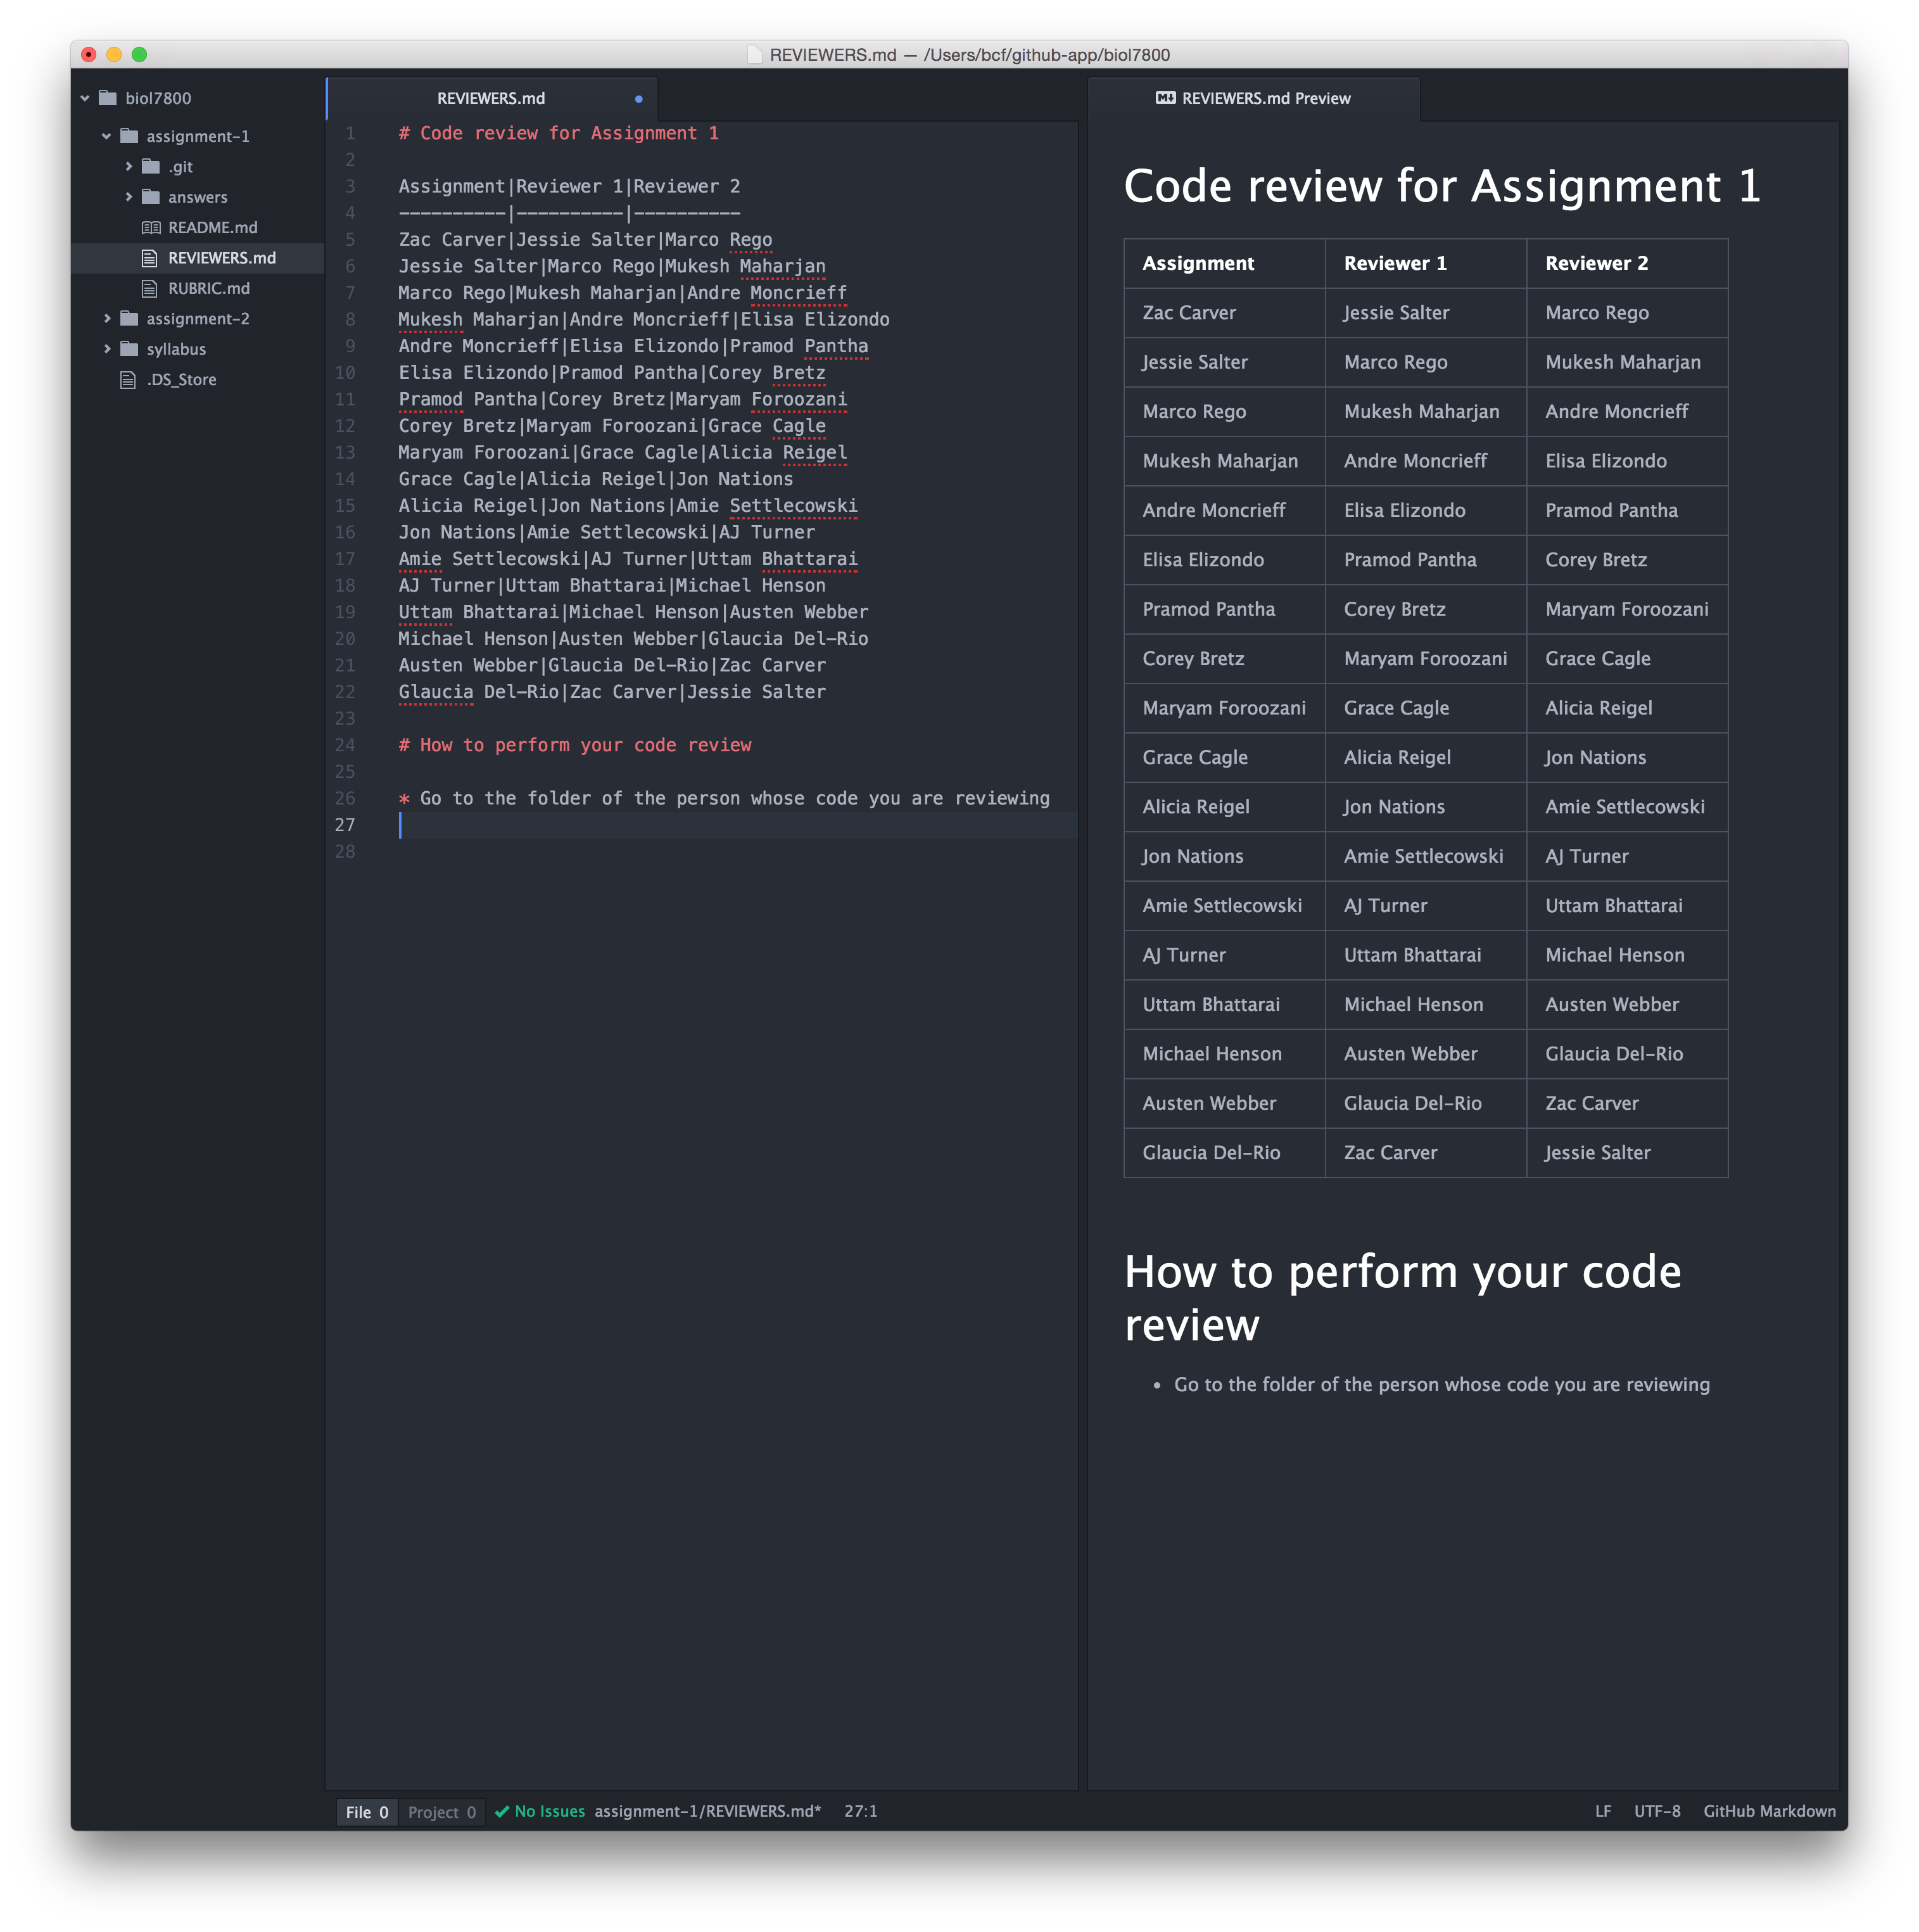 REVIEWERS.md — /Users/bcf/github-app/biol7800
biol7800
assignment-1
.git
answers
README.md
REVIEWERS.md
RUBRIC.md
assignment-2
syllabus
.DS_Store
REVIEWERS.md
1 # Code review for Assignment 1
2
3 Assignment|Reviewer 1|Reviewer 2
4 ----------|----------|----------
5 Zac Carver|Jessie Salter|Marco Rego
6 Jessie Salter|Marco Rego|Mukesh Maharjan
7 Marco Rego|Mukesh Maharjan|Andre Moncrieff
8 Mukesh Maharjan|Andre Moncrieff|Elisa Elizondo
9 Andre Moncrieff|Elisa Elizondo|Pramod Pantha
10 Elisa Elizondo|Pramod Pantha|Corey Bretz
11 Pramod Pantha|Corey Bretz|Maryam Foroozani
12 Corey Bretz|Maryam Foroozani|Grace Cagle
13 Maryam Foroozani|Grace Cagle|Alicia Reigel
14 Grace Cagle|Alicia Reigel|Jon Nations
15 Alicia Reigel|Jon Nations|Amie Settlecowski
16 Jon Nations|Amie Settlecowski|AJ Turner
17 Amie Settlecowski|AJ Turner|Uttam Bhattarai
18 AJ Turner|Uttam Bhattarai|Michael Henson
19 Uttam Bhattarai|Michael Henson|Austen Webber
20 Michael Henson|Austen Webber|Glaucia Del-Rio
21 Austen Webber|Glaucia Del-Rio|Zac Carver
22 Glaucia Del-Rio|Zac Carver|Jessie Salter
23
24 # How to perform your code review
25
26 * Go to the folder of the person whose code you are reviewing
27
28
REVIEWERS.md Preview
Code review for Assignment 1
Assignment Reviewer 1 Reviewer 2
Zac Carver Jessie Salter Marco Rego
Jessie Salter Marco Rego Mukesh Maharjan
Marco Rego Mukesh Maharjan Andre Moncrieff
Mukesh Maharjan Andre Moncrieff Elisa Elizondo
Andre Moncrieff Elisa Elizondo Pramod Pantha
Elisa Elizondo Pramod Pantha Corey Bretz
Pramod Pantha Corey Bretz Maryam Foroozani
Corey Bretz Maryam Foroozani Grace Cagle
Maryam Foroozani Grace Cagle Alicia Reigel
Grace Cagle Alicia Reigel Jon Nations
Alicia Reigel Jon Nations Amie Settlecowski
Jon Nations Amie Settlecowski AJ Turner
Amie Settlecowski AJ Turner Uttam Bhattarai
AJ Turner Uttam Bhattarai Michael Henson
Uttam Bhattarai Michael Henson Austen Webber
Michael Henson Austen Webber Glaucia Del-Rio
Austen Webber Glaucia Del-Rio Zac Carver
Glaucia Del-Rio Zac Carver Jessie Salter
How to perform your code
review
• Go to the folder of the person whose code you are reviewing
File 0 Project 0 No Issues assignment-1/REVIEWERS.md* 27:1 LF UTF-8 GitHub Markdown